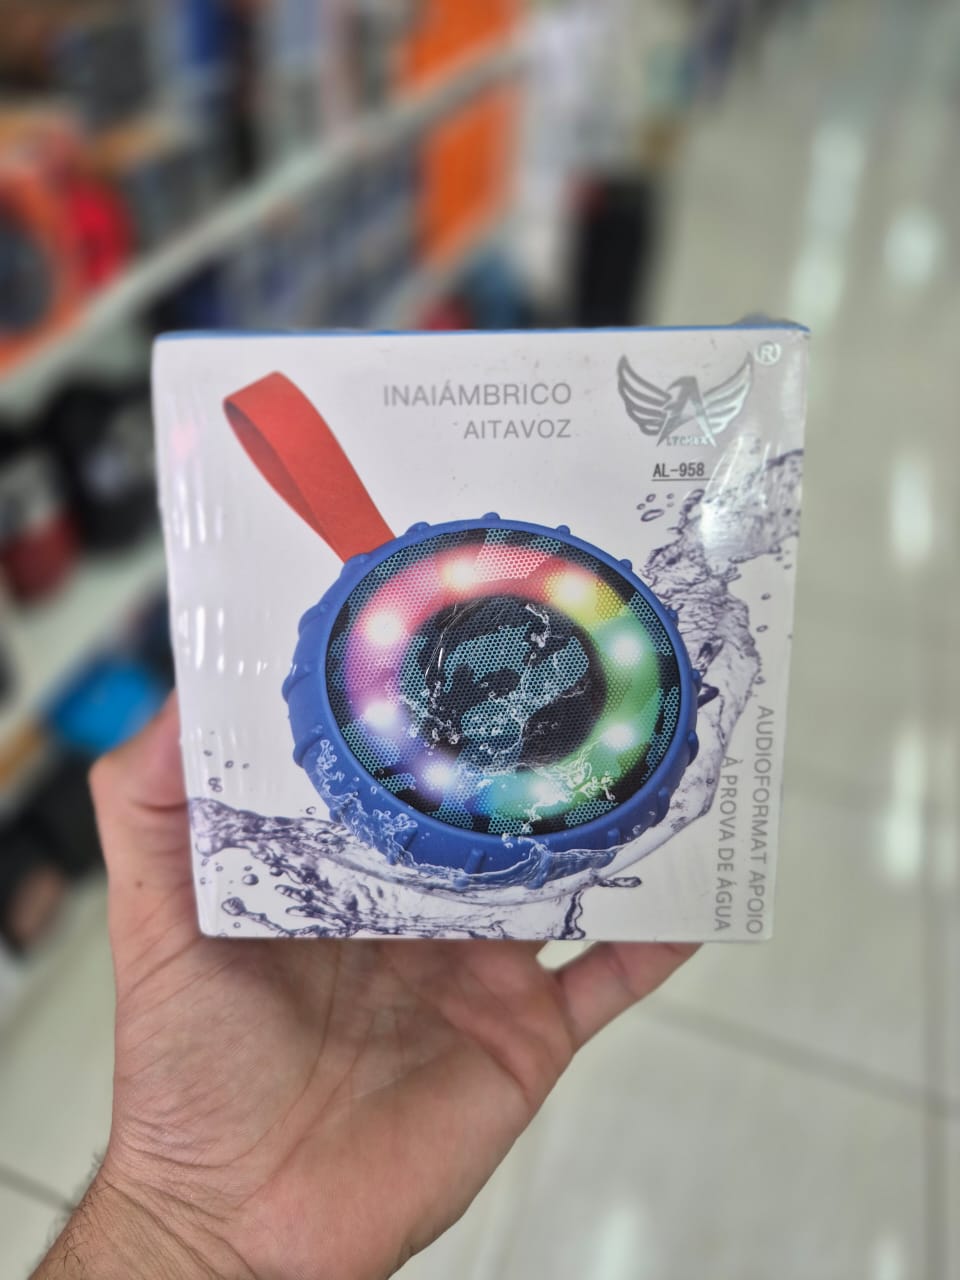 INAIÁMBRICO
AITAVOZ
®
AL-958
AUDIOFORMAT APOIO
À PROVA DE ÁGUA